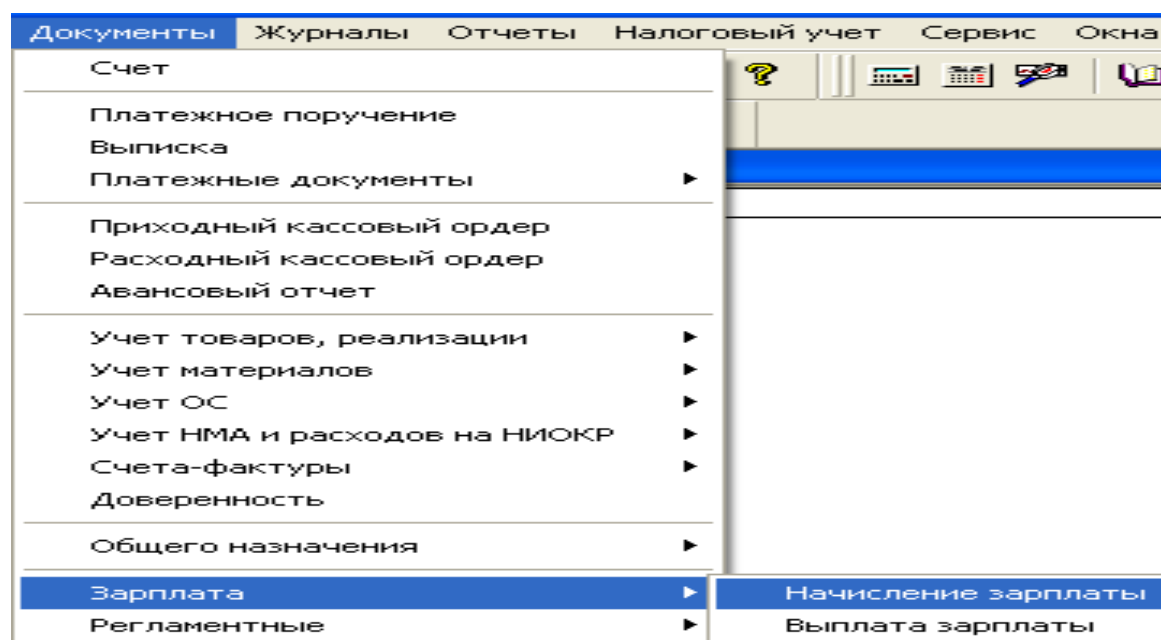 Документы Журналы Отчеты Налоговый учет Сервис Окна
Счет
Платежное поручение
Выписка
Платежные документы
Приходный кассовый ордер
Расходный кассовый ордер
Авансовый отчет
Учет товаров, реализации
Учет материалов
Учет ОС
Учет НМА и расходов на НИОКР
Счета-фактуры
Доверенность
Общего назначения
Зарплата
Начисление зарплаты
Регламентные
Выплата зарплаты